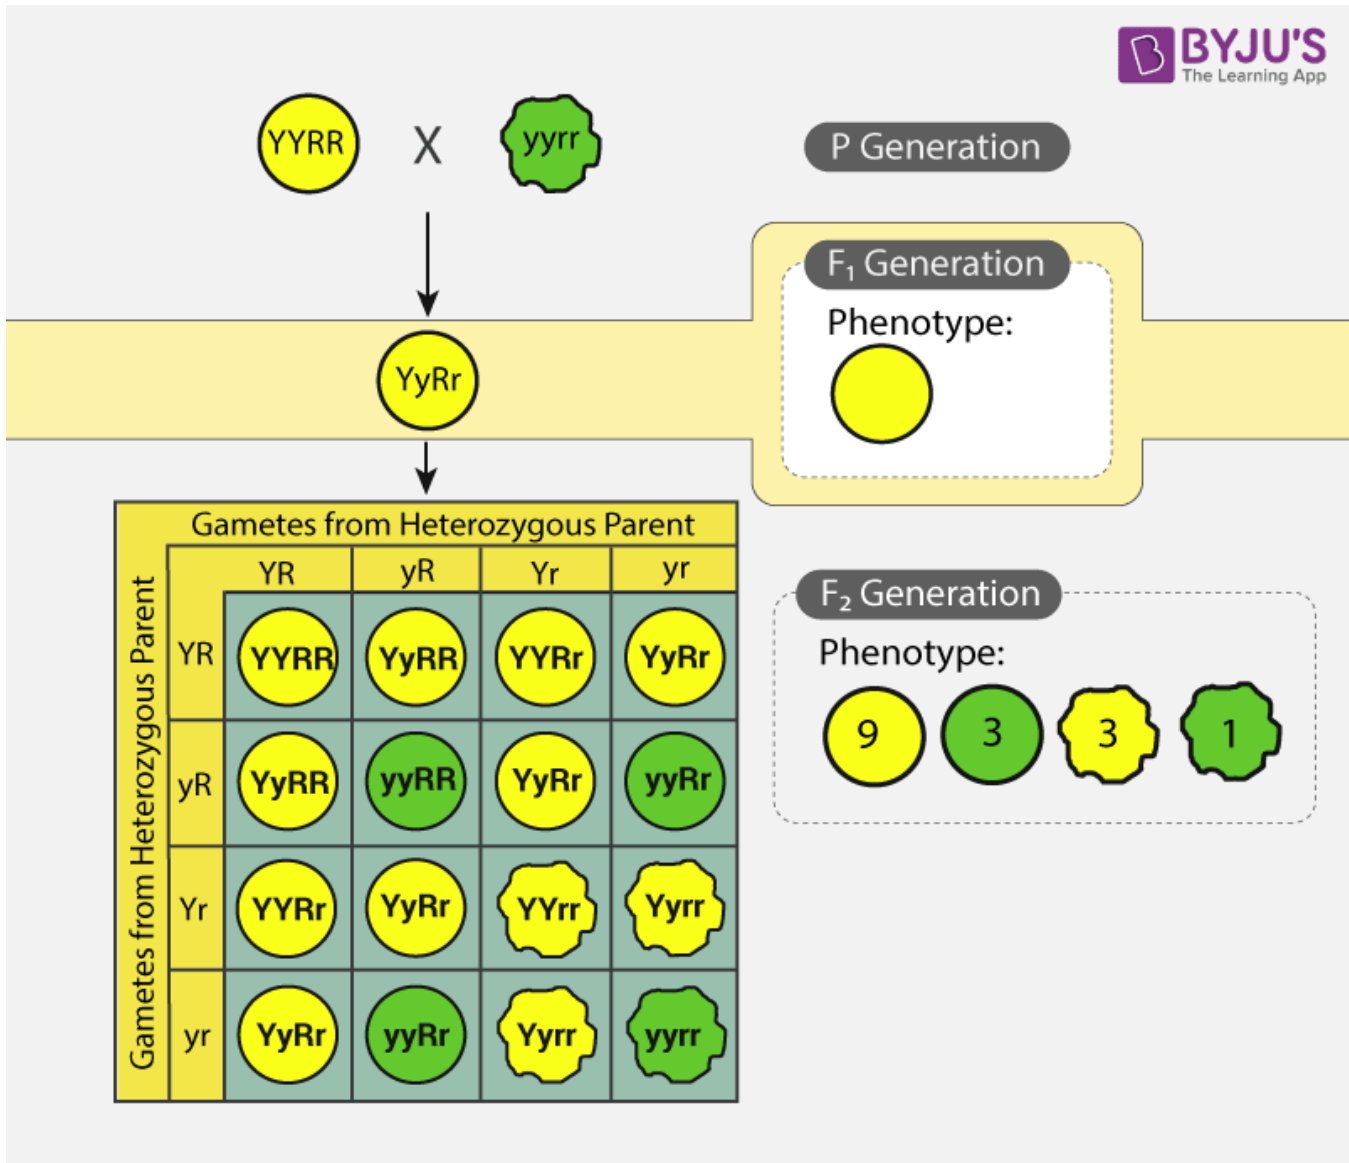 BYJU'S
The Learning App
YYRR X yyrr
P Generation
F₁ Generation
Phenotype:
YyRr
Gametes from Heterozygous Parent
Gametes from Heterozygous Parent
YR yR Yr yr
YR YYRR YyRR YYRr YyRr
yR YyRR yyRR YyRr yyRr
Yr YYRr YyRr YYrr Yyrr
yr YyRr yyRr Yyrr yyrr
F₂ Generation
Phenotype:
9 3 3 1